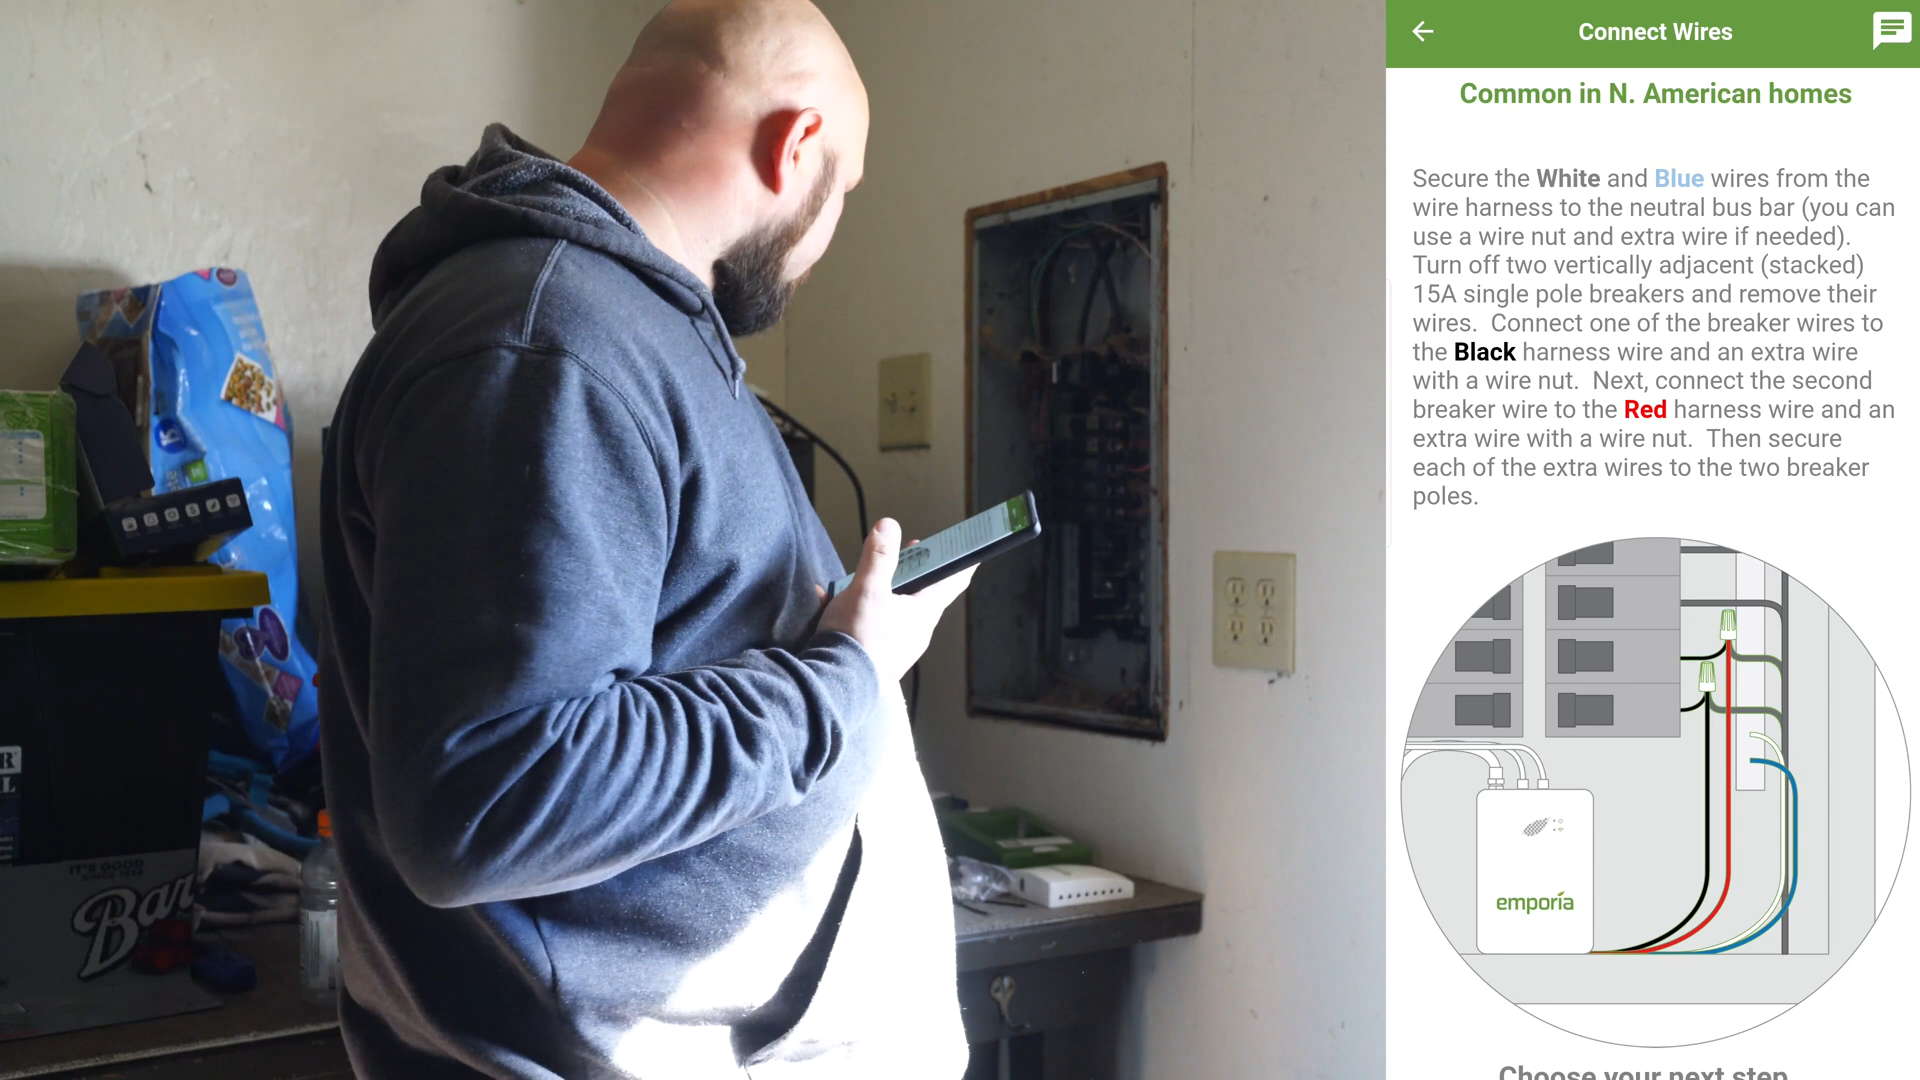 Connect Wires
Common in N. American homes
Secure the White and Blue wires from the
wire harness to the neutral bus bar (you can
use a wire nut and extra wire if needed).
Turn off two vertically adjacent (stacked)
15A single pole breakers and remove their
wires.  Connect one of the breaker wires to
the Black harness wire and an extra wire
with a wire nut.  Next, connect the second
breaker wire to the Red harness wire and an
extra wire with a wire nut.  Then secure
each of the extra wires to the two breaker
poles.
emporia
Choose your next step
IT'S GOOD
Bar
R
L